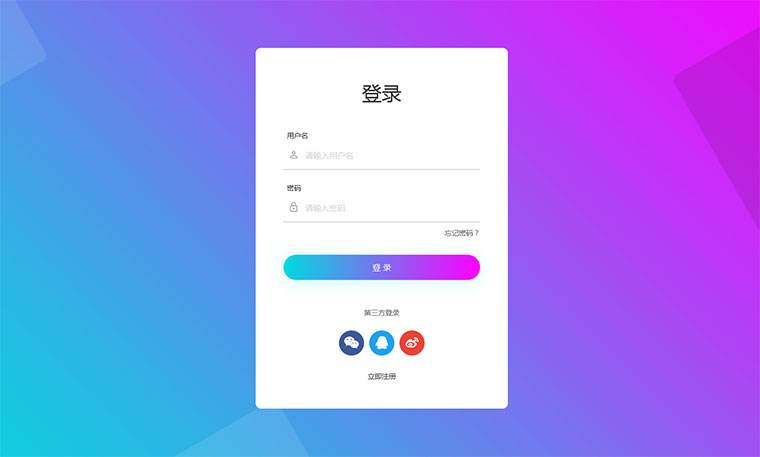 登录
用户名
请输入用户名
密码
请输入密码
忘记密码？
登 录
第三方登录
立即注册